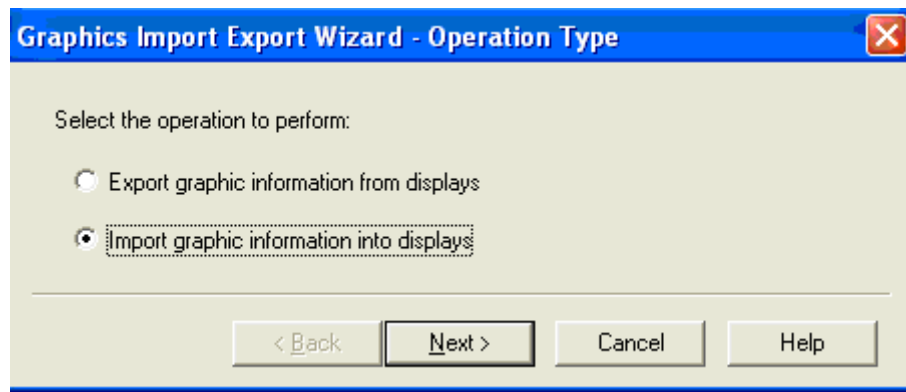 Graphics Import Export Wizard - Operation Type
Select the operation to perform:
Export graphic information from displays
Import graphic information into displays
< Back Next > Cancel Help